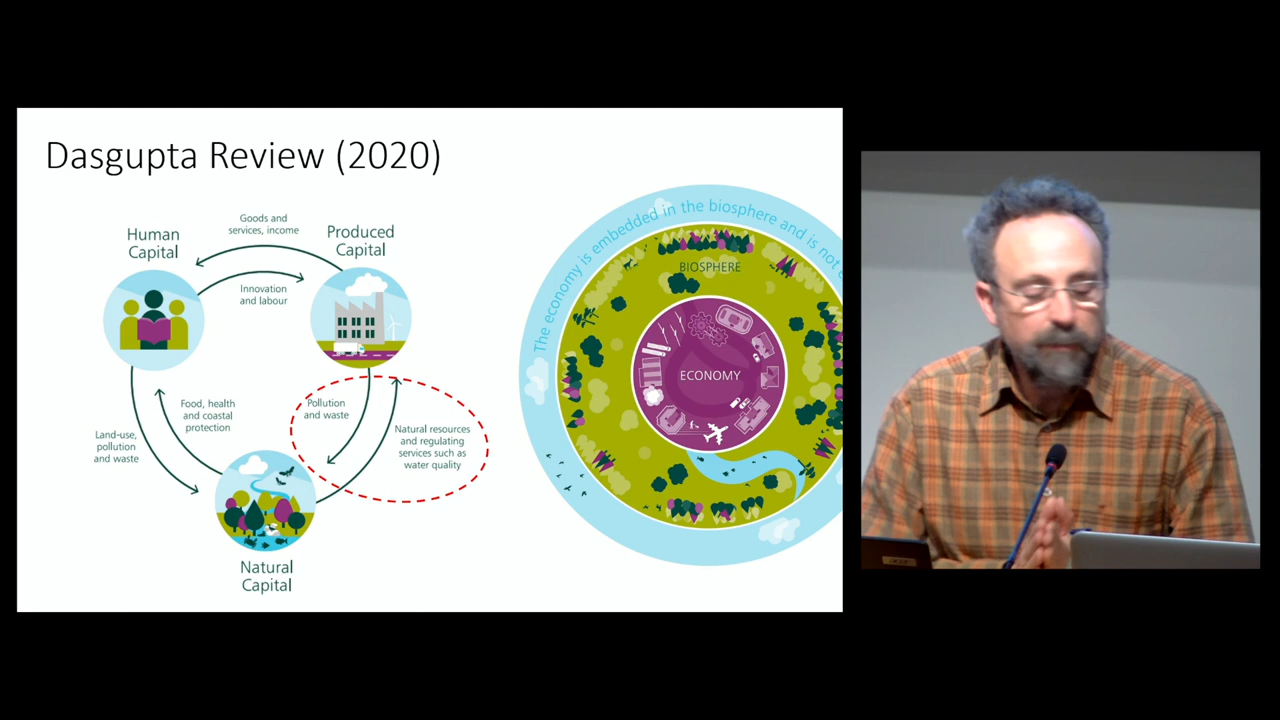 Dasgupta Review (2020)
Goods and
services, income
Human
Capital
Produced
Capital
Innovation
and labour
Food, health
and coastal
protection
Land-use,
pollution
and waste
Pollution
and waste
Natural resources
and regulating
services such as
water quality
Natural
Capital
The economy is embedded in the biosphere and is not
BIOSPHERE
ECONOMY